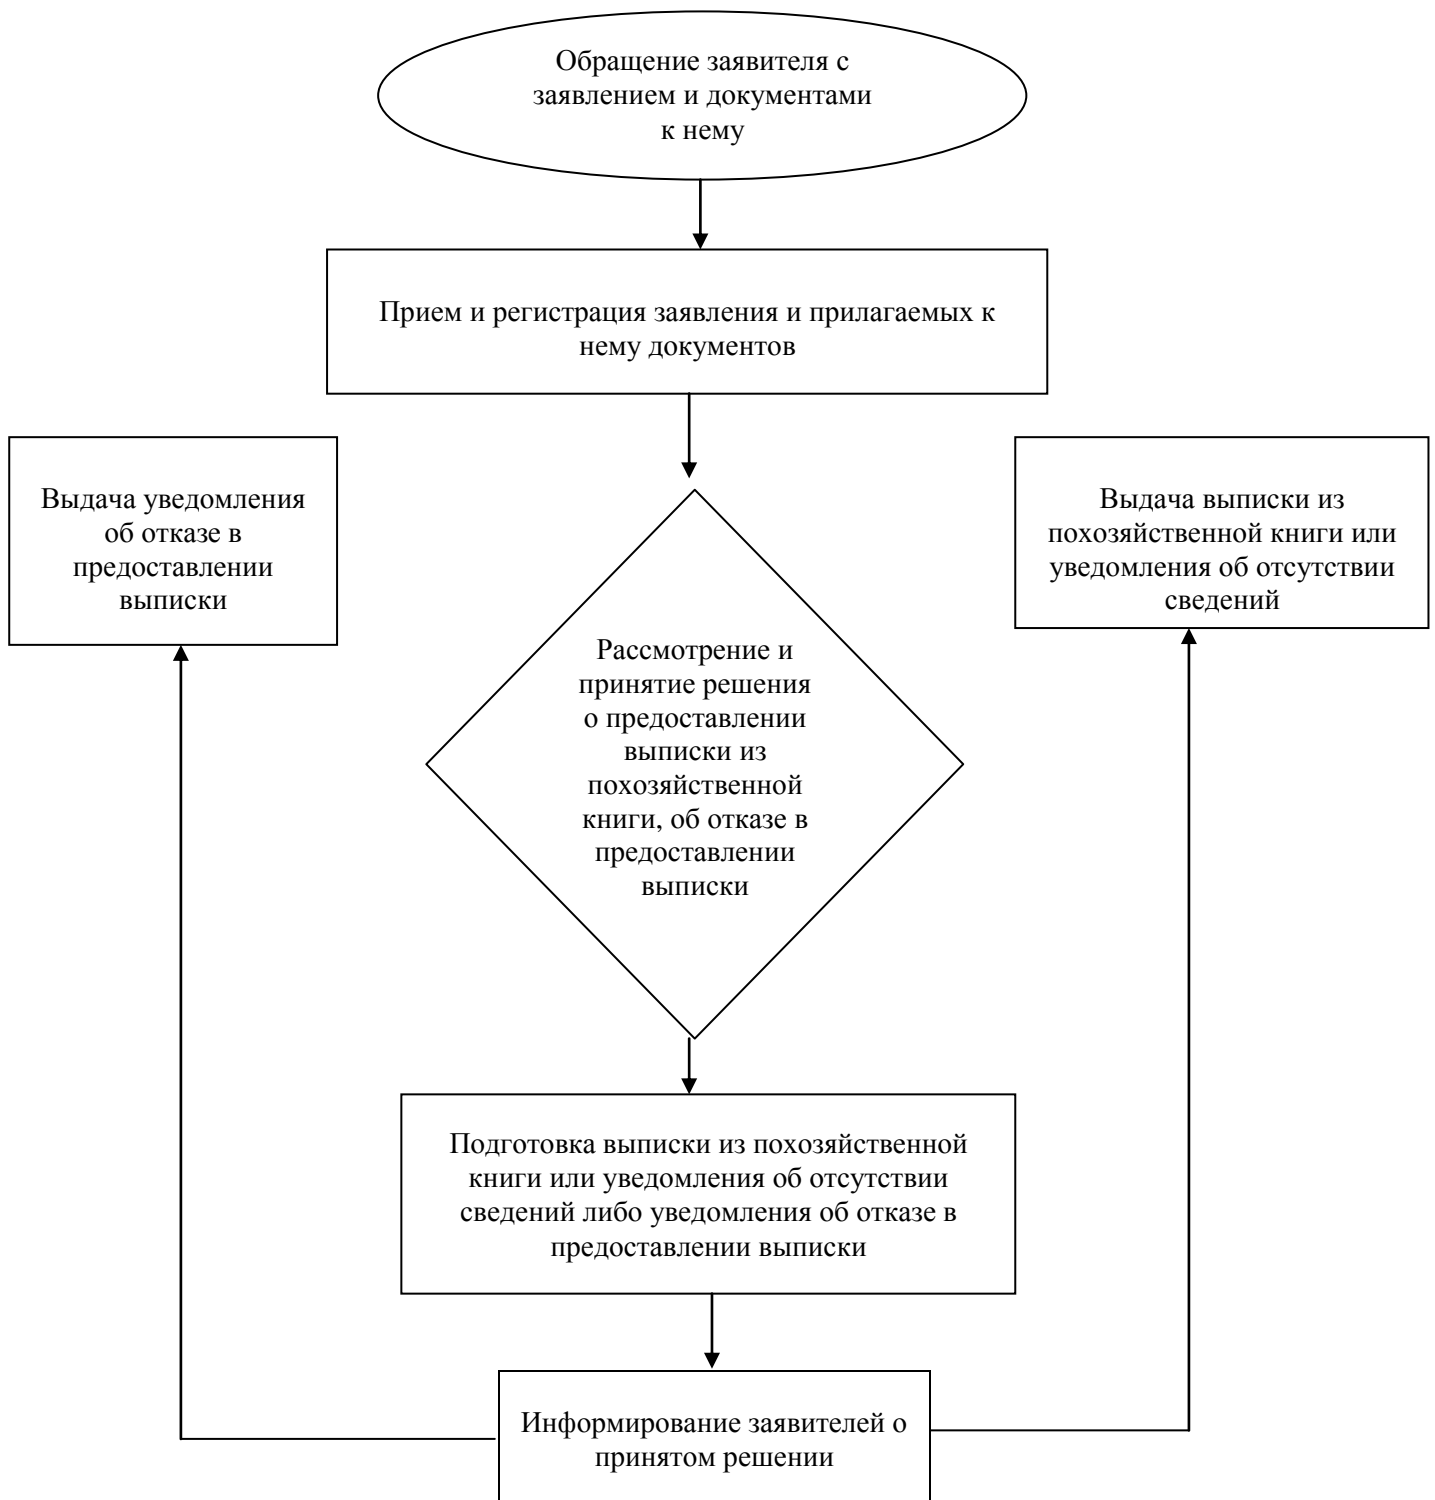 Обращение заявителя с
заявлением и документами
к нему
Прием и регистрация заявления и прилагаемых к
нему документов
Выдача уведомления
об отказе в
предоставлении
выписки
Выдача выписки из
похозяйственной книги или
уведомления об отсутствии
сведений
Рассмотрение и
принятие решения
о предоставлении
выписки из
похозяйственной
книги, об отказе в
предоставлении
выписки
Подготовка выписки из похозяйственной
книги или уведомления об отсутствии
сведений либо уведомления об отказе в
предоставлении выписки
Информирование заявителей о
принятом решении